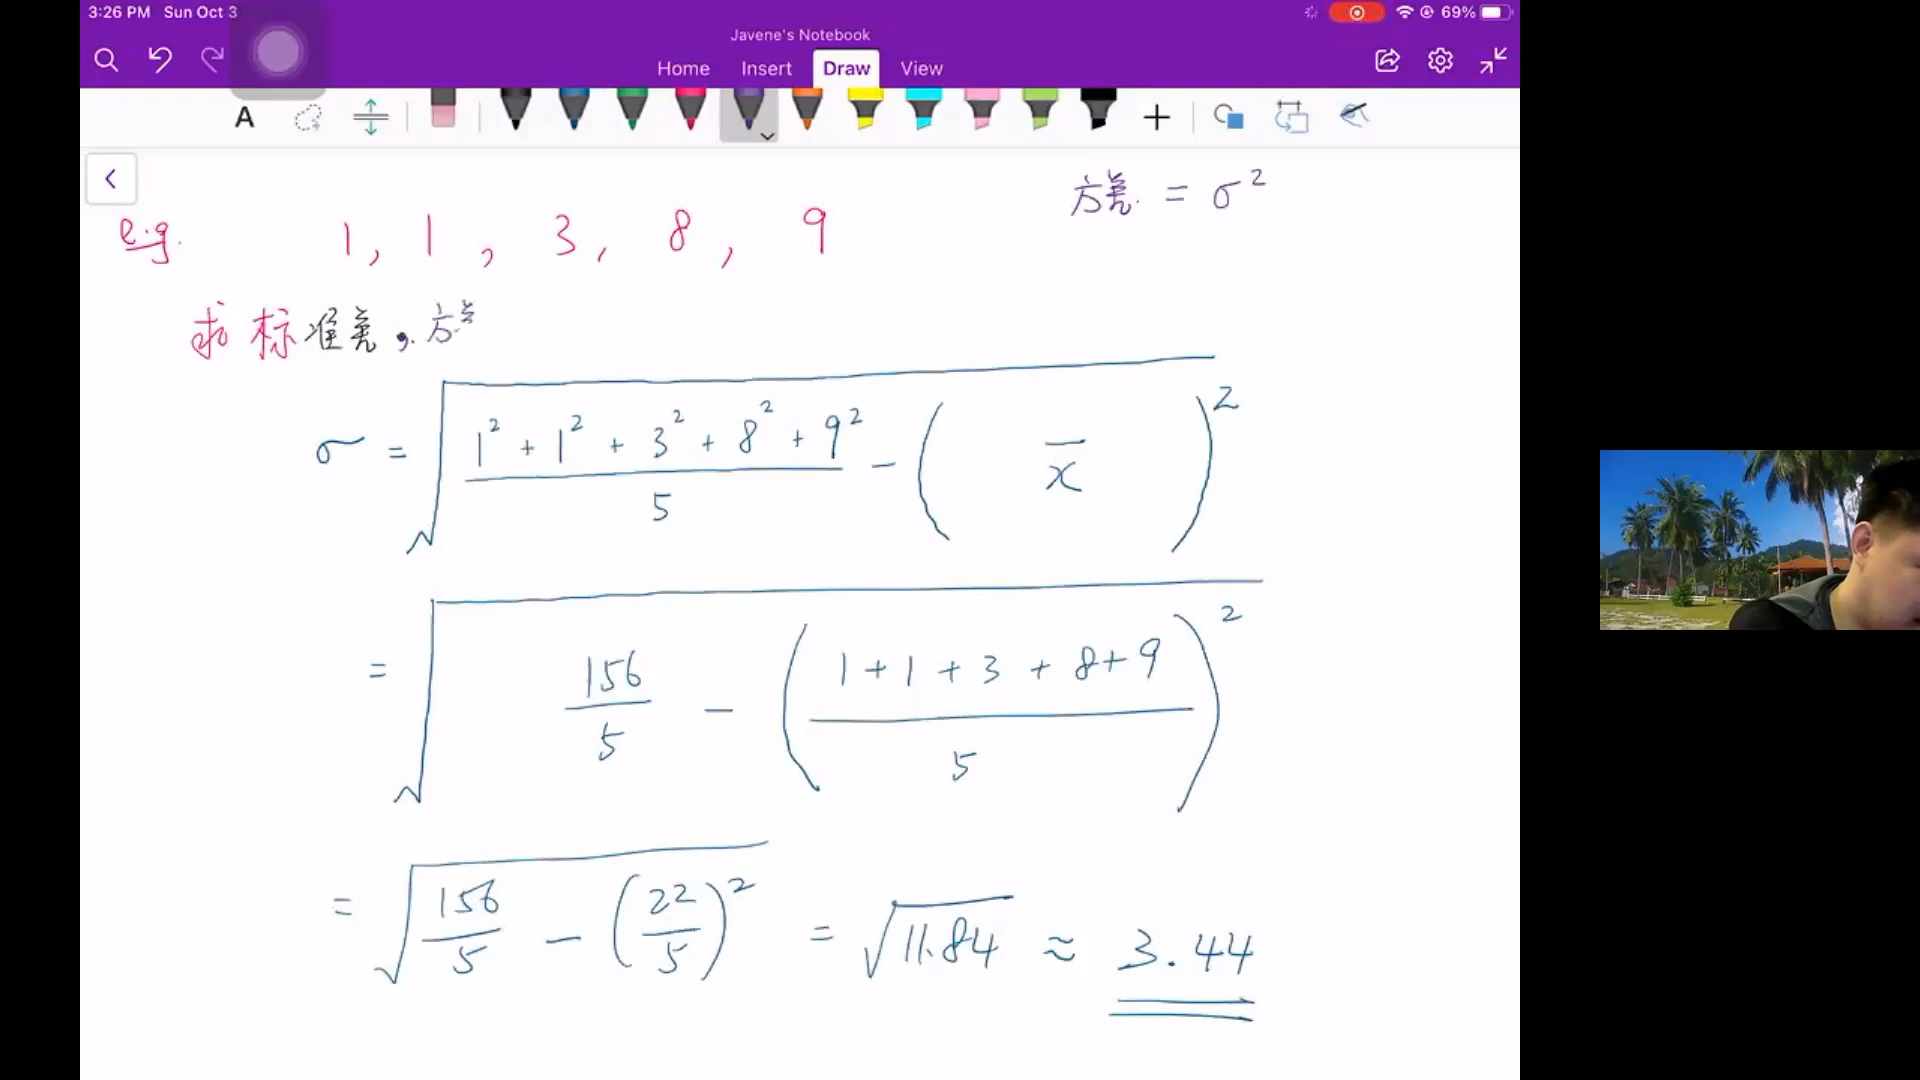 3:26 PM Sun Oct 3
69%
Javene's Notebook
Home Insert Draw View
A
方差 = σ²
e.g. 1, 1, 3, 8, 9
求标准差,方差
σ = √( (1² + 1² + 3² + 8² + 9²)/5 − ( x̄ )² )
= √( 156/5 − ( (1 + 1 + 3 + 8 + 9)/5 )² )
= √( 156/5 − (22/5)² ) = √11.84 ≈ 3.44